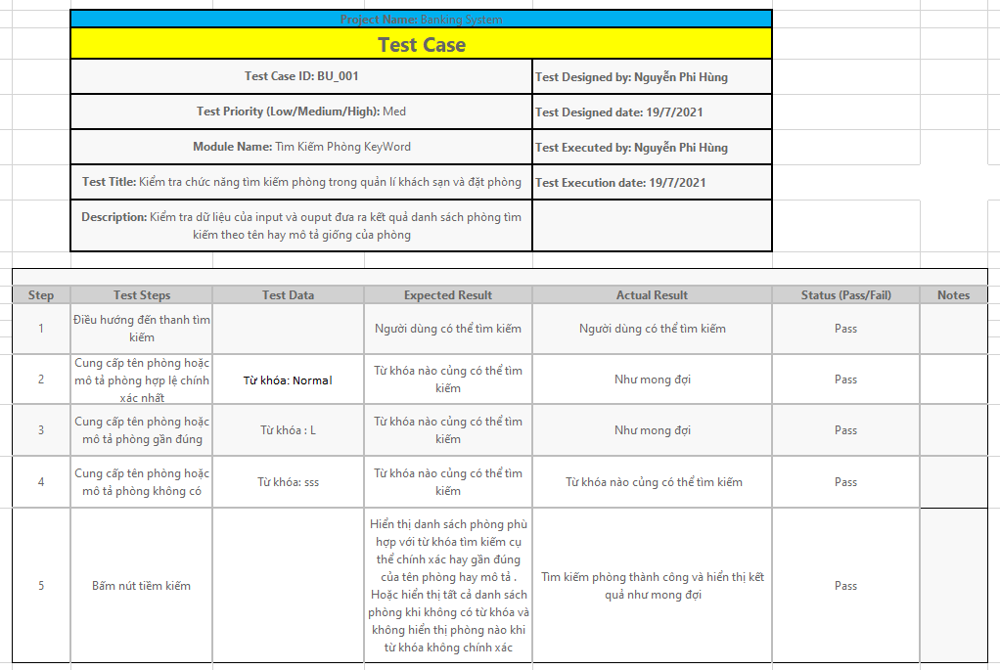 Project Name: Banking System
Test Case
Test Case ID: BU_001
Test Designed by: Nguyễn Phi Hùng
Test Priority (Low/Medium/High): Med
Test Designed date: 19/7/2021
Module Name: Tìm Kiếm Phòng KeyWord
Test Executed by: Nguyễn Phi Hùng
Test Title: Kiểm tra chức năng tìm kiếm phòng trong quản lí khách sạn và đặt phòng
Test Execution date: 19/7/2021
Description: Kiểm tra dữ liệu của input và ouput đưa ra kết quả danh sách phòng tìm
kiếm theo tên hay mô tả giống của phòng
Step
Test Steps
Test Data
Expected Result
Actual Result
Status (Pass/Fail)
Notes
1
Điều hướng đến thanh tìm
kiếm
Người dùng có thể tìm kiếm
Người dùng có thể tìm kiếm
Pass
2
Cung cấp tên phòng hoặc
mô tả phòng hợp lệ chính
xác nhất
Từ khóa: Normal
Từ khóa nào củng có thể tìm
kiếm
Như mong đợi
Pass
3
Cung cấp tên phòng hoặc
mô tả phòng gần đúng
Từ khóa : L
Từ khóa nào củng có thể tìm
kiếm
Như mong đợi
Pass
4
Cung cấp tên phòng hoặc
mô tả phòng không có
Từ khóa: sss
Từ khóa nào củng có thể tìm
kiếm
Từ khóa nào củng có thể tìm kiếm
Pass
5
Bấm nút tiềm kiếm
Hiển thị danh sách phòng phù
hợp với từ khóa tìm kiếm cụ
thể chính xác hay gần đúng
của tên phòng hay mô tả .
Hoặc hiển thị tất cả danh sách
phòng khi không có từ khóa và
không hiển thị phòng nào khi
từ khóa không chính xác
Tìm kiếm phòng thành công và hiển thị kết
quả như mong đợi
Pass